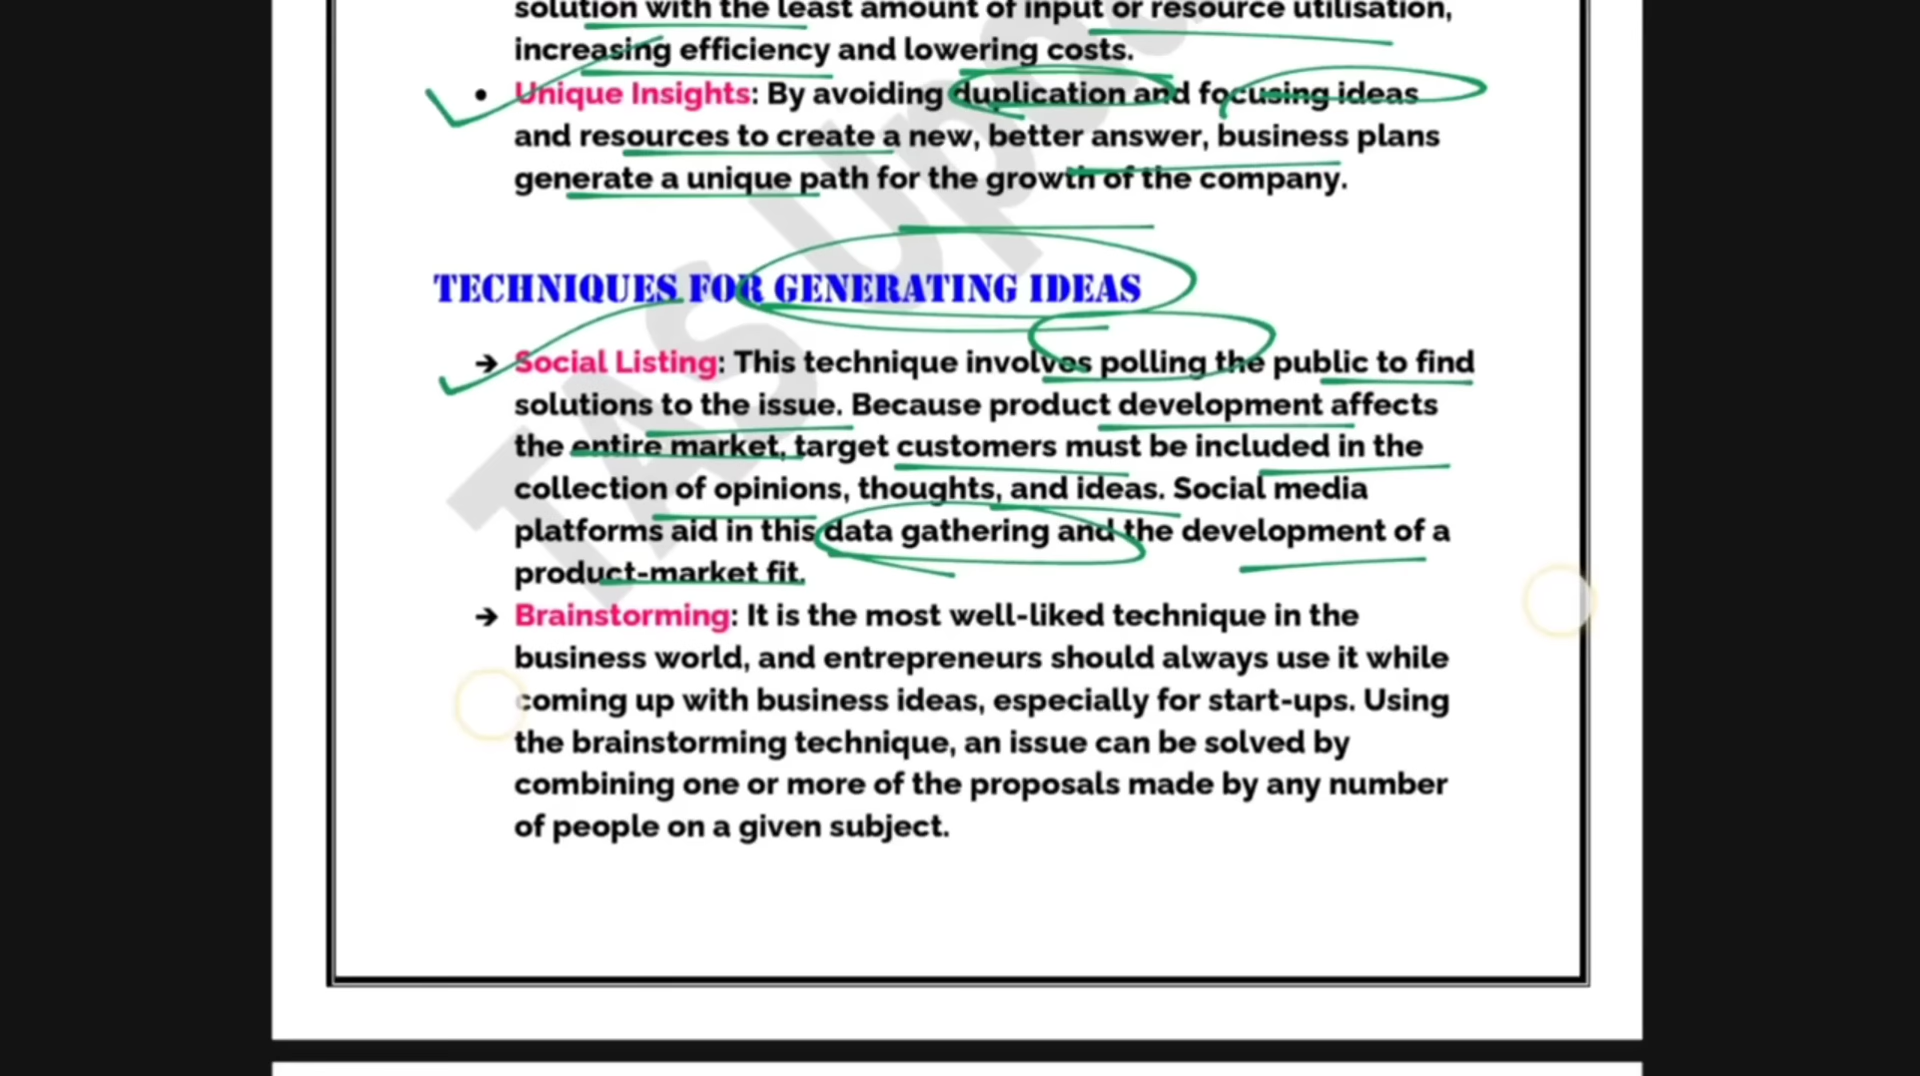 solution with the least amount of input or resource utilisation,
increasing efficiency and lowering costs.
• Unique Insights: By avoiding duplication and focusing ideas
and resources to create a new, better answer, business plans
generate a unique path for the growth of the company.
TECHNIQUES FOR GENERATING IDEAS
→ Social Listing: This technique involves polling the public to find
solutions to the issue. Because product development affects
the entire market, target customers must be included in the
collection of opinions, thoughts, and ideas. Social media
platforms aid in this data gathering and the development of a
product-market fit.
→ Brainstorming: It is the most well-liked technique in the
business world, and entrepreneurs should always use it while
coming up with business ideas, especially for start-ups. Using
the brainstorming technique, an issue can be solved by
combining one or more of the proposals made by any number
of people on a given subject.
TAS